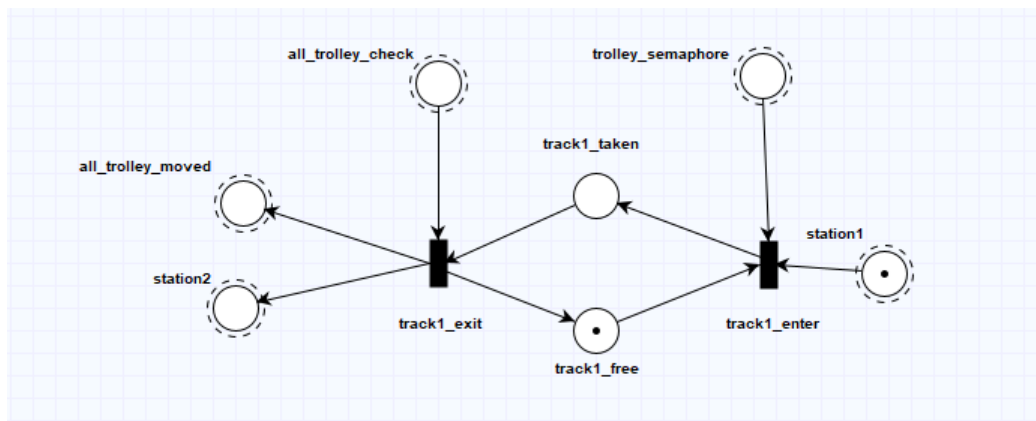 all_trolley_check
trolley_semaphore
track1_taken
all_trolley_moved
station1
station2
track1_exit
track1_enter
track1_free